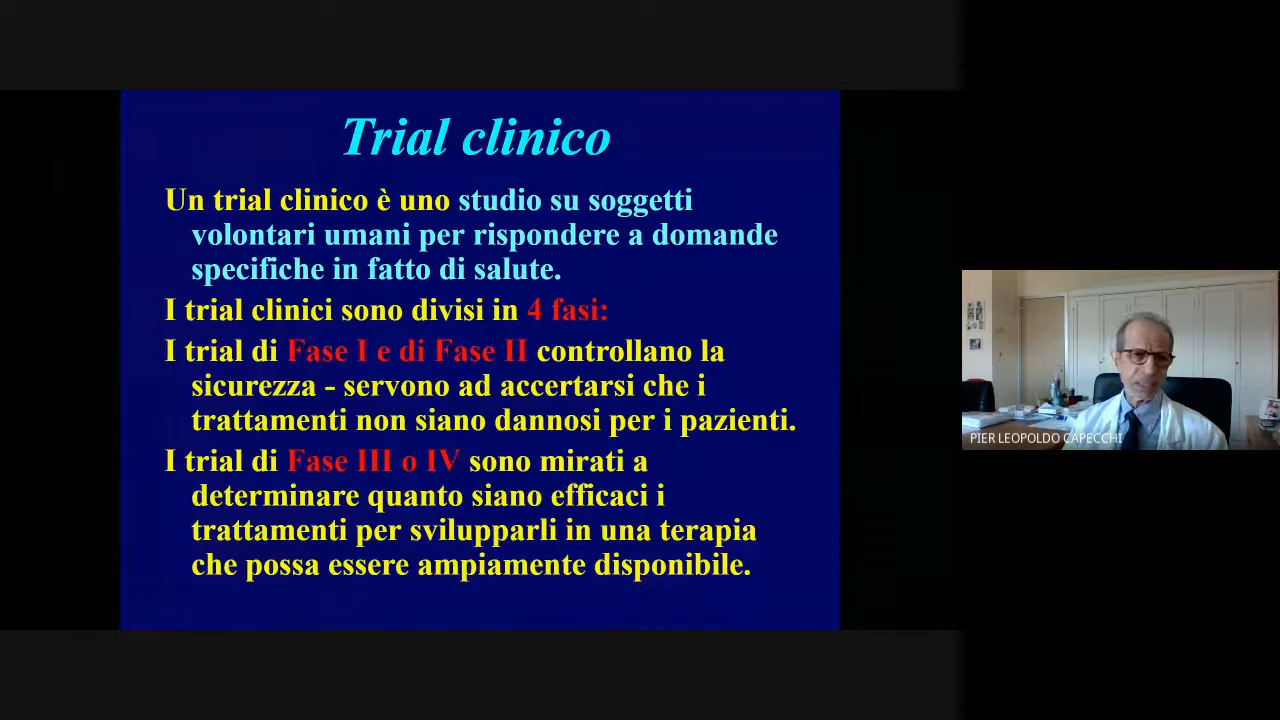 Trial clinico
Un trial clinico è uno studio su soggetti
volontari umani per rispondere a domande
specifiche in fatto di salute.
I trial clinici sono divisi in 4 fasi:
I trial di Fase I e di Fase II controllano la
sicurezza - servono ad accertarsi che i
trattamenti non siano dannosi per i pazienti.
I trial di Fase III o IV sono mirati a
determinare quanto siano efficaci i
trattamenti per svilupparli in una terapia
che possa essere ampiamente disponibile.
PIER LEOPOLDO CAPECCHI